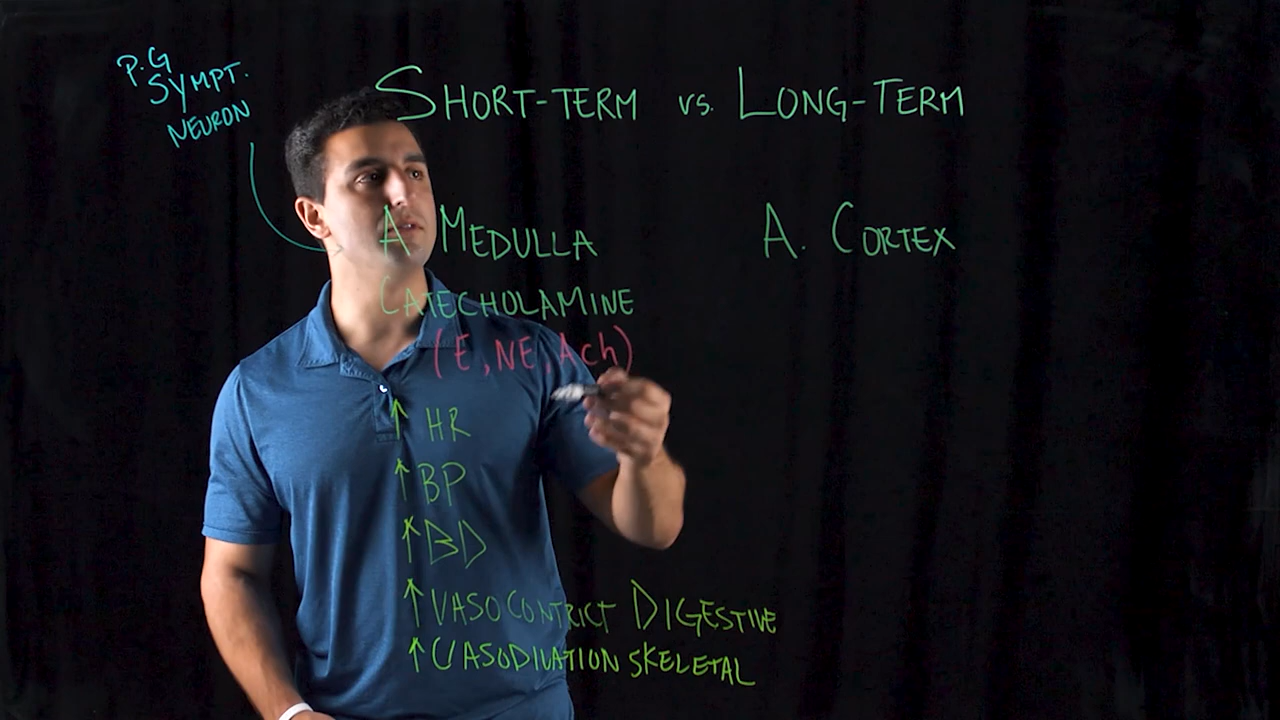 P.G
SYMPT.
NEURON
SHORT-TERM vs. LONG-TERM
A MEDULLA
A. CORTEX
CATECHOLAMINE
(E, NE, Ach)
↑ HR
↑ BP
↑ BD
↑ VASOCONTRICT DIGESTIVE
↑ VASODILATION SKELETAL